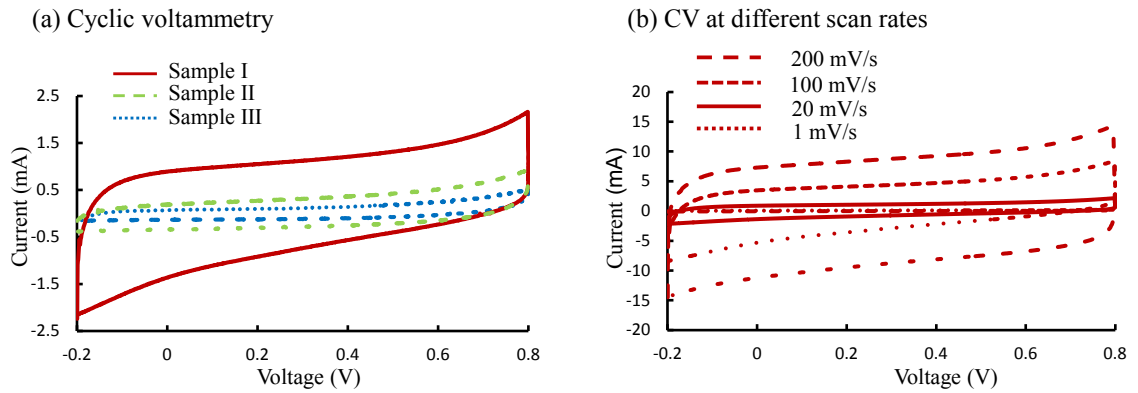 (a) Cyclic voltammetry
Sample I
Sample II
Sample III
2.5
1.5
0.5
-0.5
-1.5
-2.5
Current (mA)
-0.2
0
0.2
0.4
0.6
0.8
Voltage (V)
(b) CV at different scan rates
200 mV/s
100 mV/s
20 mV/s
1 mV/s
20
15
10
5
0
-5
-10
-15
-20
Current (mA)
-0.2
0
0.2
0.4
0.6
0.8
Voltage (V)